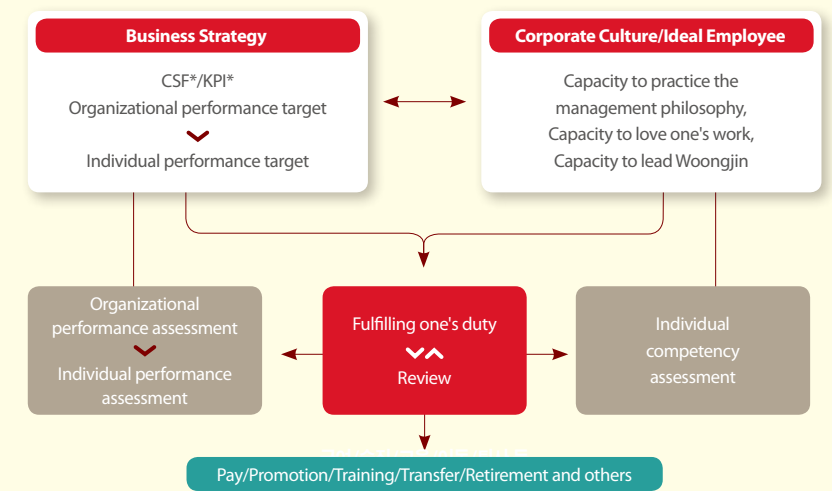 Business Strategy
CSF*/KPI*
Organizational performance target
Individual performance target
Corporate Culture/Ideal Employee
Capacity to practice the
management philosophy,
Capacity to love one's work,
Capacity to lead Woongjin
Organizational
performance assessment
Individual performance
assessment
Fulfilling one's duty
Review
Individual
competency
assessment
Pay/Promotion/Training/Transfer/Retirement and others